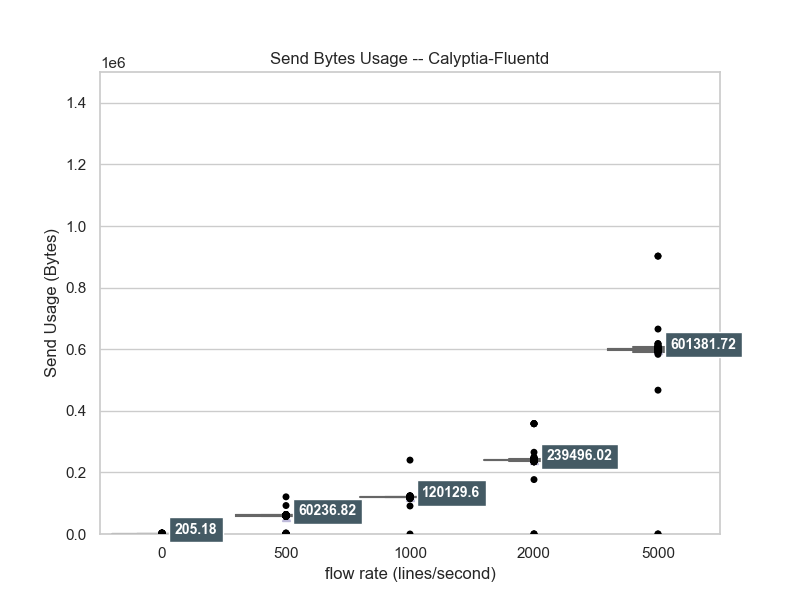 Send Bytes Usage -- Calyptia-Fluentd
1e6
1.4
1.2
1.0
0.8
0.6
0.4
0.2
0.0
Send Usage (Bytes)
601381.72
239496.02
120129.6
60236.82
205.18
0 500 1000 2000 5000
flow rate (lines/second)